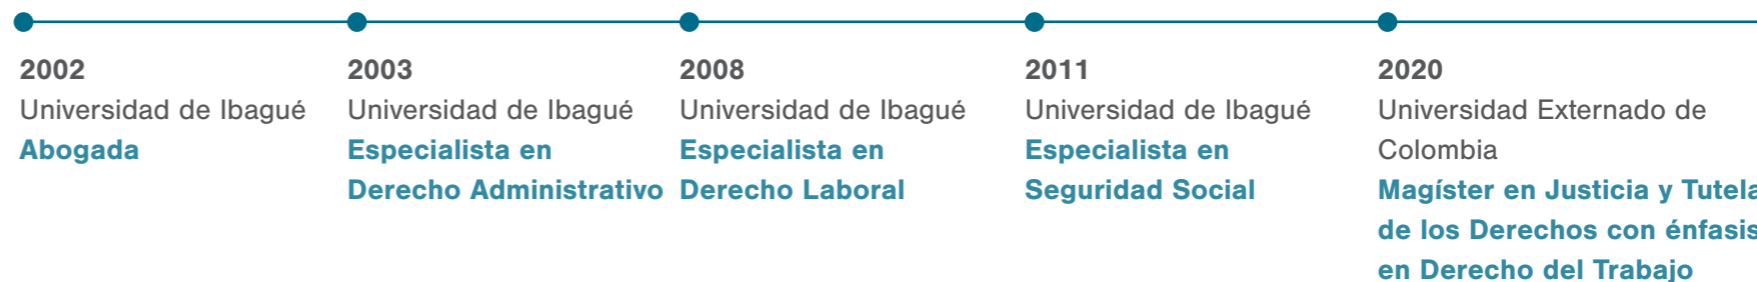 2002
Universidad de Ibagué
Abogada
2003
Universidad de Ibagué
Especialista en
Derecho Administrativo
2008
Universidad de Ibagué
Especialista en
Derecho Laboral
2011
Universidad de Ibagué
Especialista en
Seguridad Social
2020
Universidad Externado de
Colombia
Magíster en Justicia y Tutela
de los Derechos con énfasis
en Derecho del Trabajo